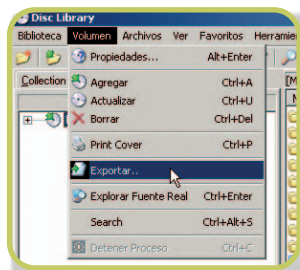 Disc Library
Biblioteca Volumen Archivos Ver Favoritos
Propiedades... Alt+Enter
Collection
Agregar Ctrl+A
Actualizar Ctrl+U
Borrar Ctrl+Del
Print Cover Ctrl+P
Exportar..
Explorar Fuente Real Ctrl+Enter
Search Ctrl+Alt+S
Detener Proceso Ctrl+C